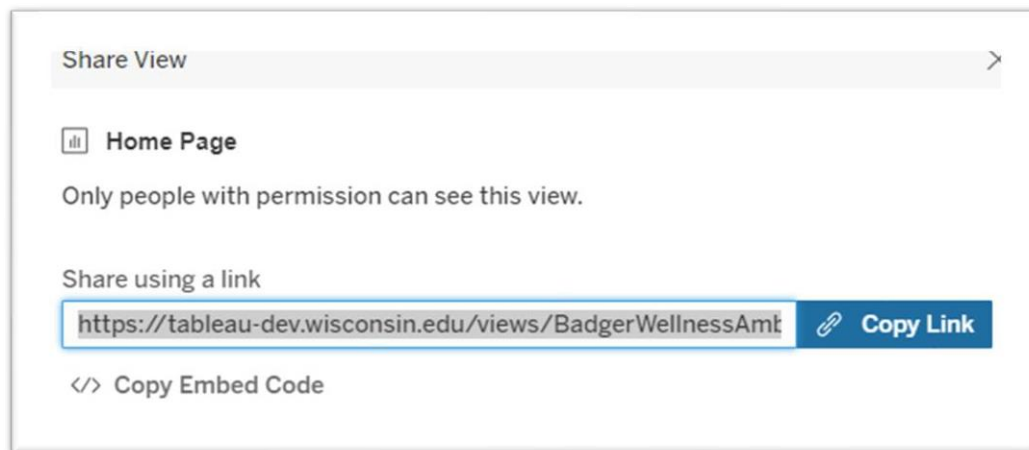 Share View
Home Page
Only people with permission can see this view.
Share using a link
https://tableau-dev.wisconsin.edu/views/BadgerWellnessAmb Copy Link
</> Copy Embed Code